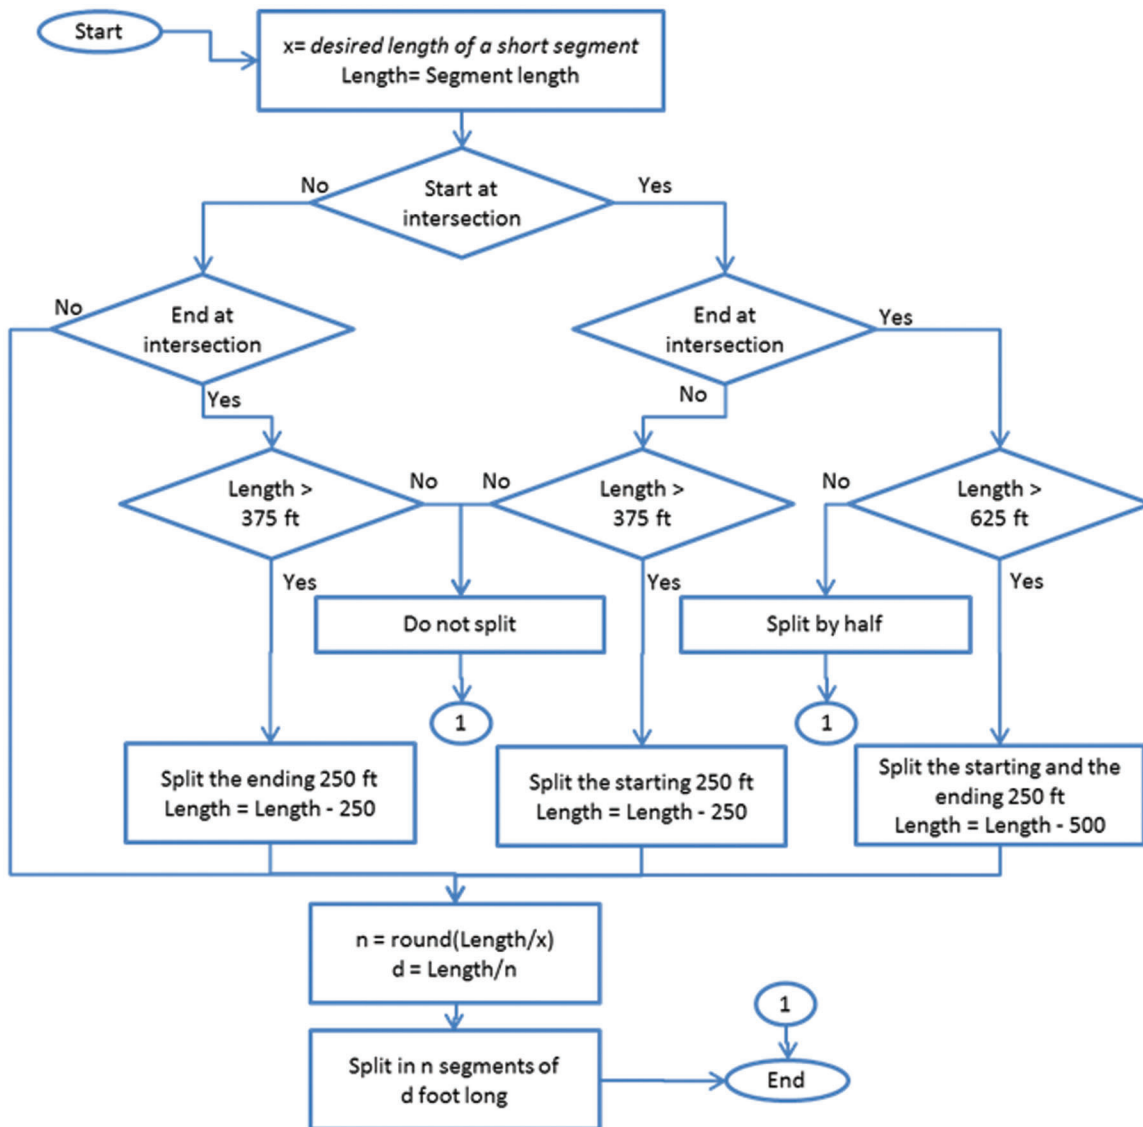 Start
x= desired length of a short segment
Length= Segment length
No
Start at
intersection
Yes
No
End at
intersection
Yes
End at
intersection
Yes
No
Length >
375 ft
No
Yes
No
Length >
375 ft
Yes
No
Length >
625 ft
Yes
Do not split
Split by half
1
1
Split the ending 250 ft
Length = Length - 250
Split the starting 250 ft
Length = Length - 250
Split the starting and the
ending 250 ft
Length = Length - 500
n = round(Length/x)
d = Length/n
1
Split in n segments of
d foot long
End